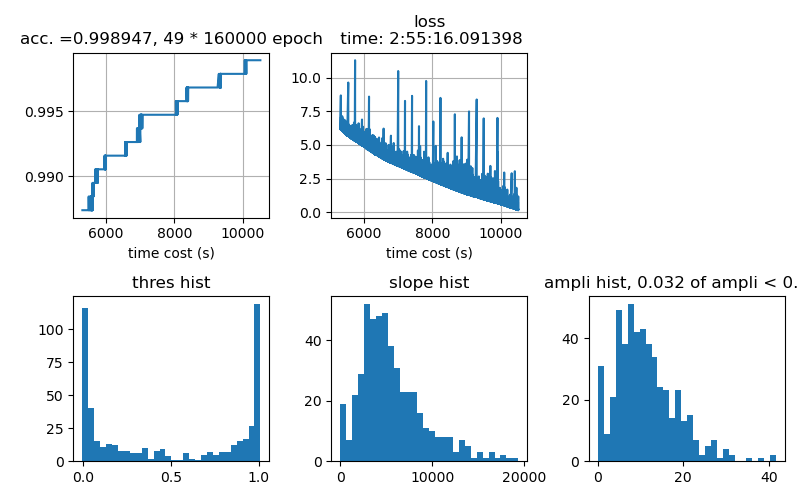 acc. =0.998947, 49 * 160000 epoch
loss
time: 2:55:16.091398
0.995
0.990
6000 8000 10000
time cost (s)
10.0
7.5
5.0
2.5
0.0
6000 8000 10000
time cost (s)
thres hist
100
75
50
25
0
0.0 0.5 1.0
slope hist
40
20
0
0 10000 20000
ampli hist, 0.032 of ampli < 0.
40
20
0
0 20 40